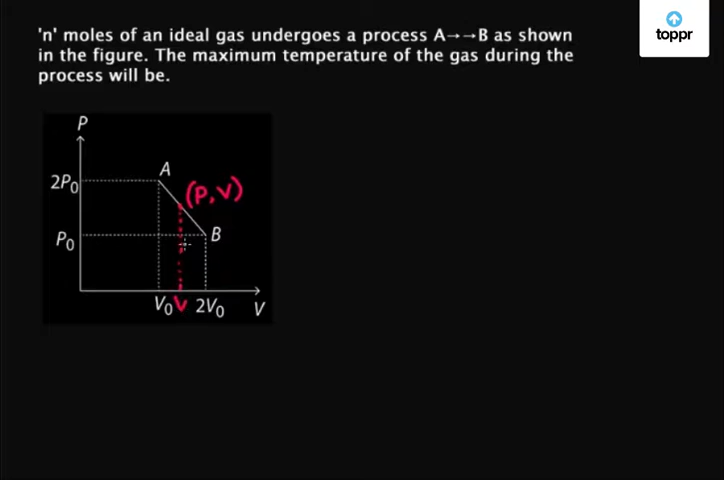 'n' moles of an ideal gas undergoes a process A→→B as shown
in the figure. The maximum temperature of the gas during the
process will be.
toppr
P
A
2P₀
(P,V)
B
P₀
V₀
V
2V₀
V